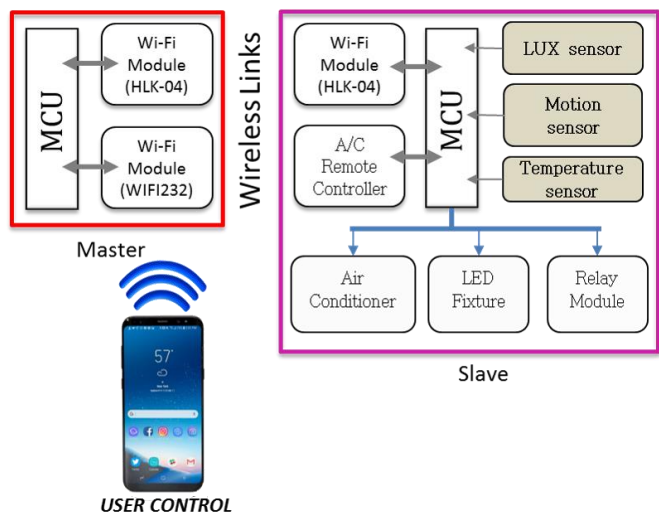 MCU
Wi-Fi
Module
(HLK-04)
Wi-Fi
Module
(WIFI232)
Master
Wireless Links
Wi-Fi
Module
(HLK-04)
A/C
Remote
Controller
MCU
LUX sensor
Motion
sensor
Temperature
sensor
Air
Conditioner
LED
Fixture
Relay
Module
Slave
57°
USER CONTROL